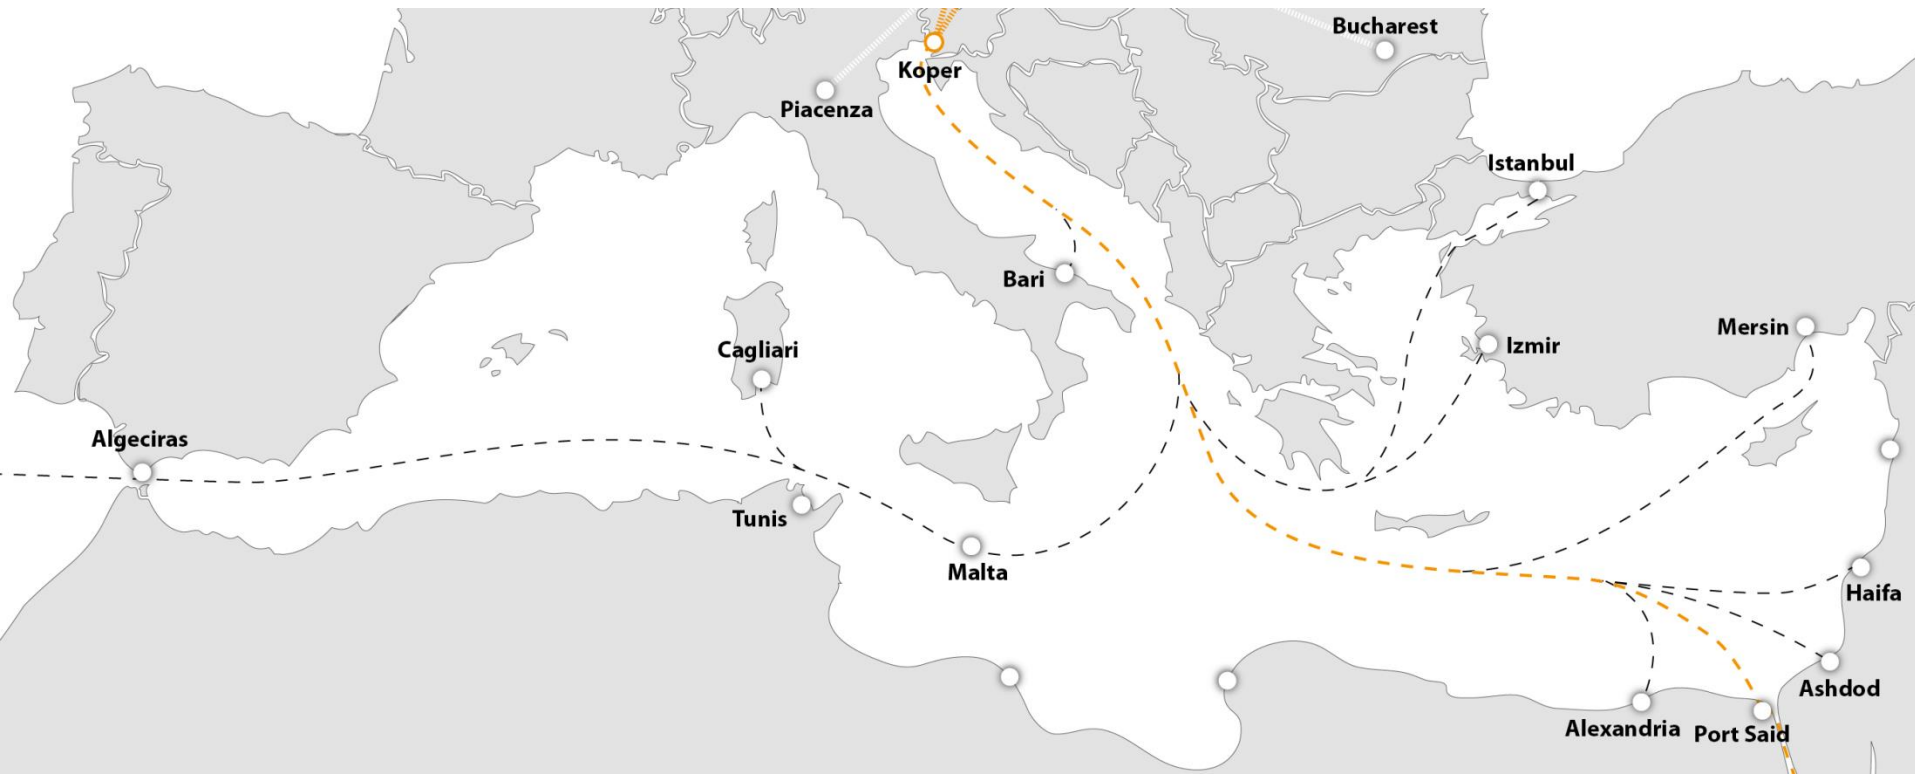 Bucharest
Koper
Piacenza
Istanbul
Bari
Mersin
Izmir
Cagliari
Algeciras
Tunis
Malta
Haifa
Ashdod
Alexandria
Port Said